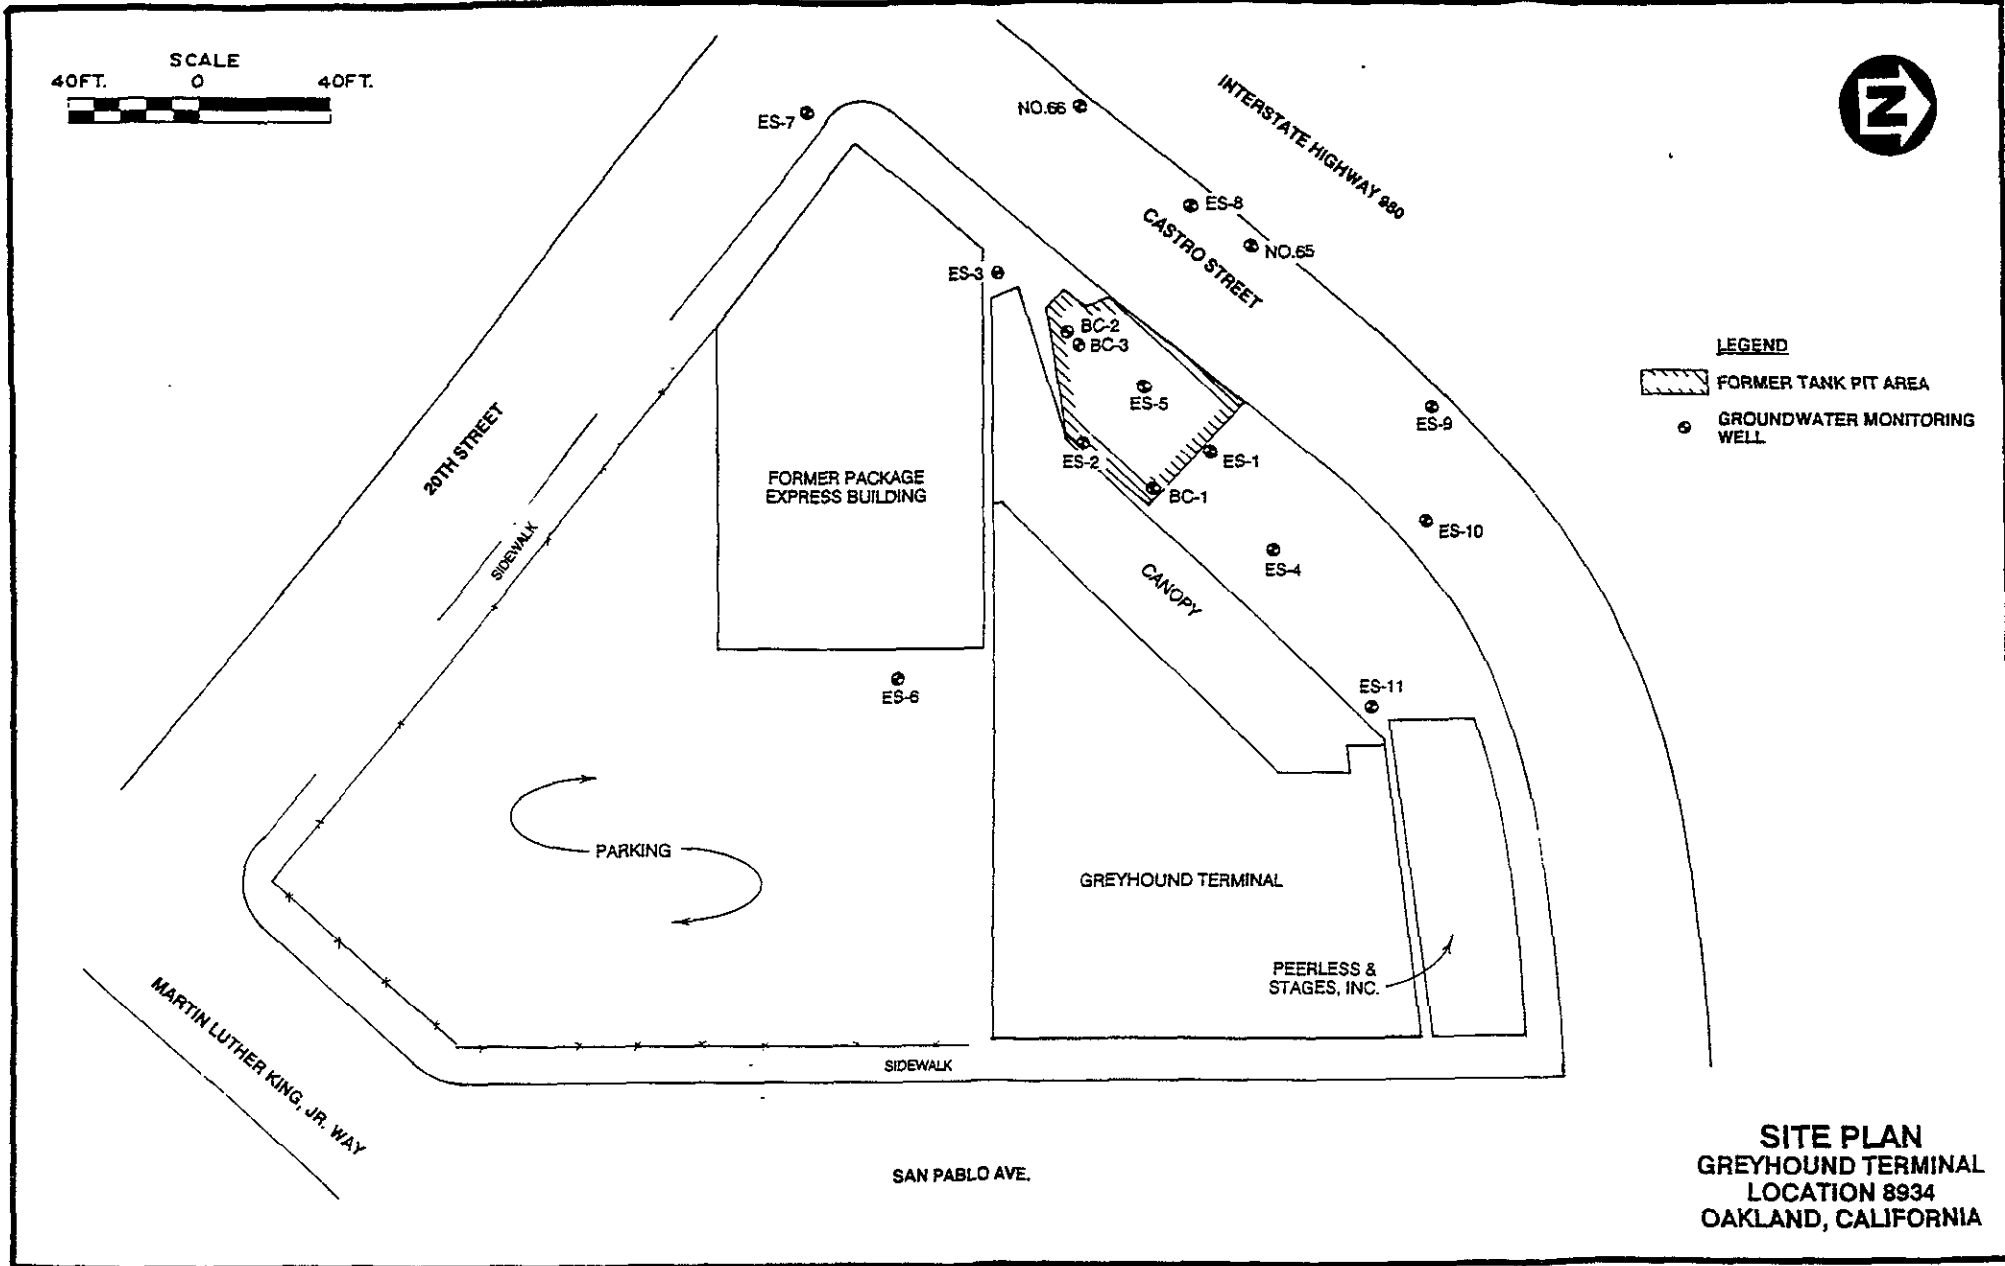 SCALE
40FT. 0 40FT.
N
ES-7
NO.66
INTERSTATE HIGHWAY 980
ES-8
CASTRO STREET
NO.65
ES-3
BC-2
BC-3
ES-5
ES-9
ES-2
ES-1
BC-1
ES-10
ES-4
LEGEND
FORMER TANK PIT AREA
GROUNDWATER MONITORING
WELL
20TH STREET
SIDEWALK
FORMER PACKAGE
EXPRESS BUILDING
CANOPY
ES-6
ES-11
PARKING
GREYHOUND TERMINAL
PEERLESS &
STAGES, INC.
SIDEWALK
MARTIN LUTHER KING, JR. WAY
SAN PABLO AVE.
SITE PLAN
GREYHOUND TERMINAL
LOCATION 8934
OAKLAND, CALIFORNIA